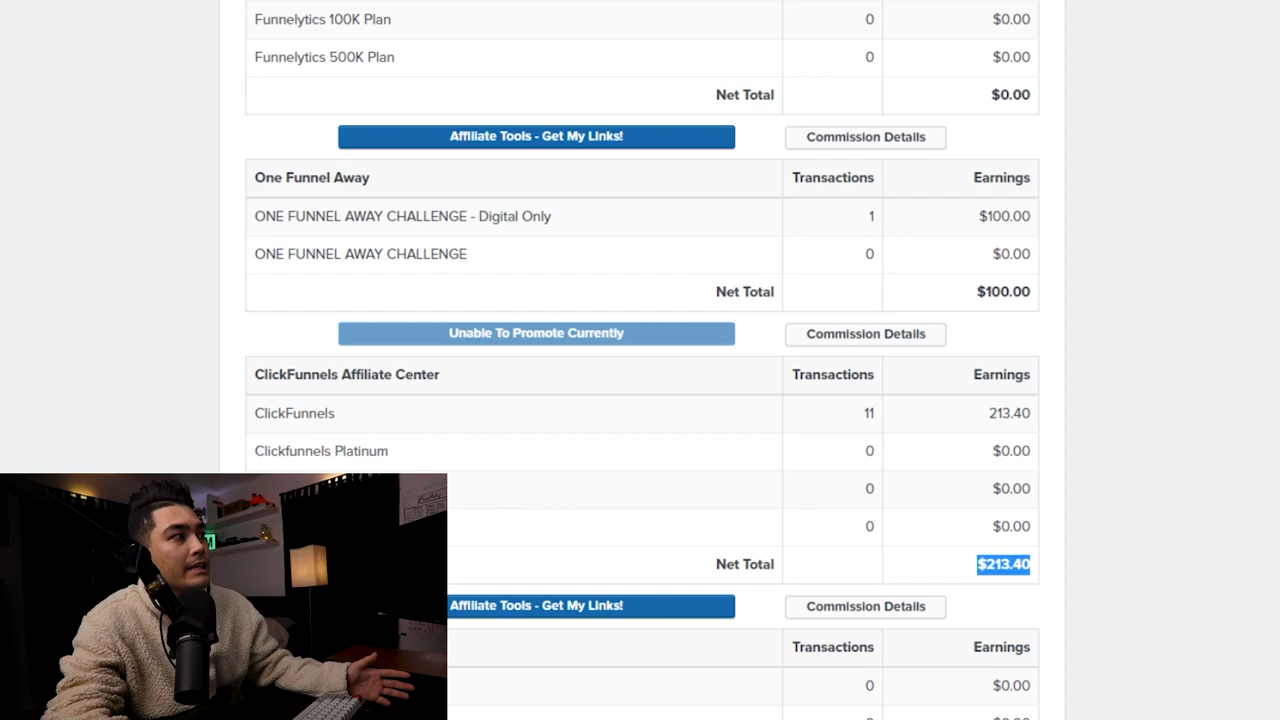 Funnelytics 100K Plan 0 $0.00
Funnelytics 500K Plan 0 $0.00
Net Total $0.00
Affiliate Tools - Get My Links! Commission Details
One Funnel Away Transactions Earnings
ONE FUNNEL AWAY CHALLENGE - Digital Only 1 $100.00
ONE FUNNEL AWAY CHALLENGE 0 $0.00
Net Total $100.00
Unable To Promote Currently Commission Details
ClickFunnels Affiliate Center Transactions Earnings
ClickFunnels 11 213.40
Clickfunnels Platinum 0 $0.00
0 $0.00
0 $0.00
Net Total $213.40
Affiliate Tools - Get My Links! Commission Details
Transactions Earnings
0 $0.00